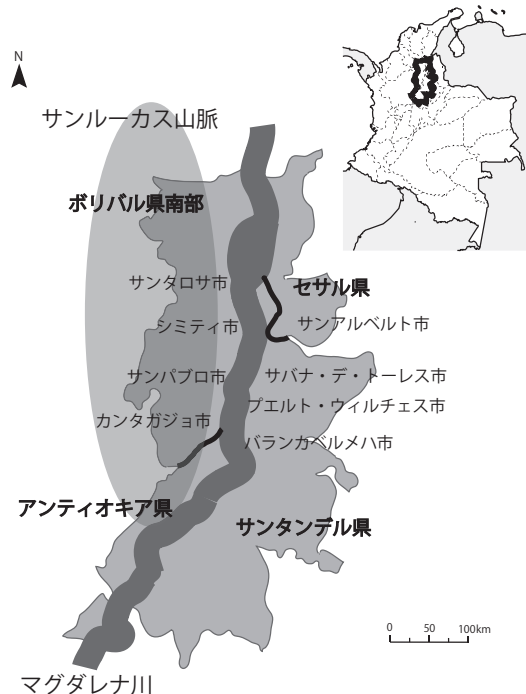 N
サンルーカス山脈
ボリバル県南部
サンタロサ市
セサル県
シミティ市
サンアルベルト市
サンパブロ市
サバナ・デ・トーレス市
プエルト・ウィルチェス市
カンタガジョ市
バランカベルメハ市
アンティオキア県
サンタンデル県
0 50 100km
マグダレナ川